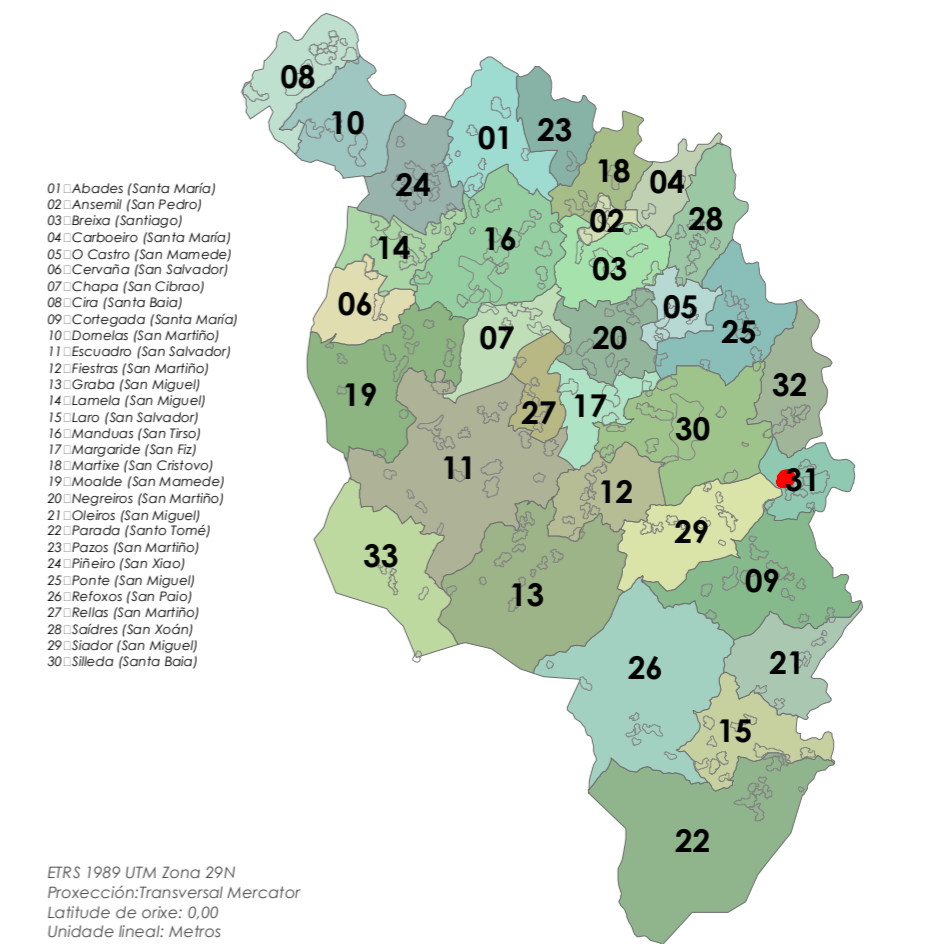 08
10
01
23
24
18
04
02
28
14
16
03
06
05
07
20
25
19
27
17
32
30
11
12
31
29
33
13
09
26
21
15
22
01 Abades (Santa María)
02 Ansemil (San Pedro)
03 Breixa (Santiago)
04 Carboeiro (Santa María)
05 O Castro (San Mamede)
06 Cervaña (San Salvador)
07 Chapa (San Cibrao)
08 Cira (Santa Baia)
09 Cortegada (Santa María)
10 Dornelas (San Martiño)
11 Escuadro (San Salvador)
12 Fiestras (San Martiño)
13 Graba (San Miguel)
14 Lamela (San Miguel)
15 Laro (San Salvador)
16 Manduas (San Tirso)
17 Margaride (San Fiz)
18 Martixe (San Cristovo)
19 Moalde (San Mamede)
20 Negreiros (San Martiño)
21 Oleiros (San Miguel)
22 Parada (Santo Tomé)
23 Pazos (San Martiño)
24 Piñeiro (San Xiao)
25 Ponte (San Miguel)
26 Refoxos (San Paio)
27 Rellas (San Martiño)
28 Saídres (San Xoán)
29 Siador (San Miguel)
30 Silleda (Santa Baia)
ETRS 1989 UTM Zona 29N
Proxección:Transversal Mercator
Latitude de orixe: 0,00
Unidade lineal: Metros